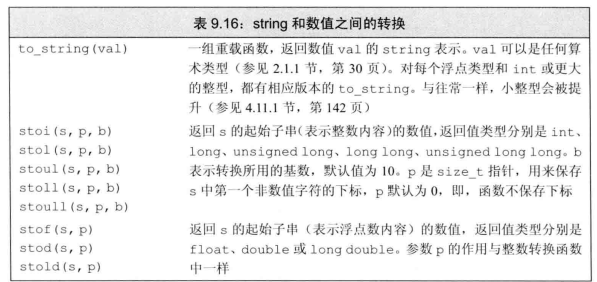 表 9.16：string 和数值之间的转换
to_string(val) 一组重载函数，返回数值 val 的 string 表示。val 可以是任何算
术类型（参见 2.1.1 节，第 30 页）。对每个浮点类型和 int 或更大
的整型，都有相应版本的 to_string。与往常一样，小整型会被提
升（参见 4.11.1 节，第 142 页）
stoi(s, p, b) 返回 s 的起始子串（表示整数内容）的数值，返回值类型分别是 int、
stol(s, p, b) long、unsigned long、long long、unsigned long long。b
stoul(s, p, b) 表示转换所用的基数，默认值为 10。p 是 size_t 指针，用来保存
stoll(s, p, b) s 中第一个非数值字符的下标，p 默认为 0，即，函数不保存下标
stoull(s, p, b)
stof(s, p) 返回 s 的起始子串（表示浮点数内容）的数值，返回值类型分别是
stod(s, p) float、double 或 long double。参数 p 的作用与整数转换函数
stold(s, p) 中一样